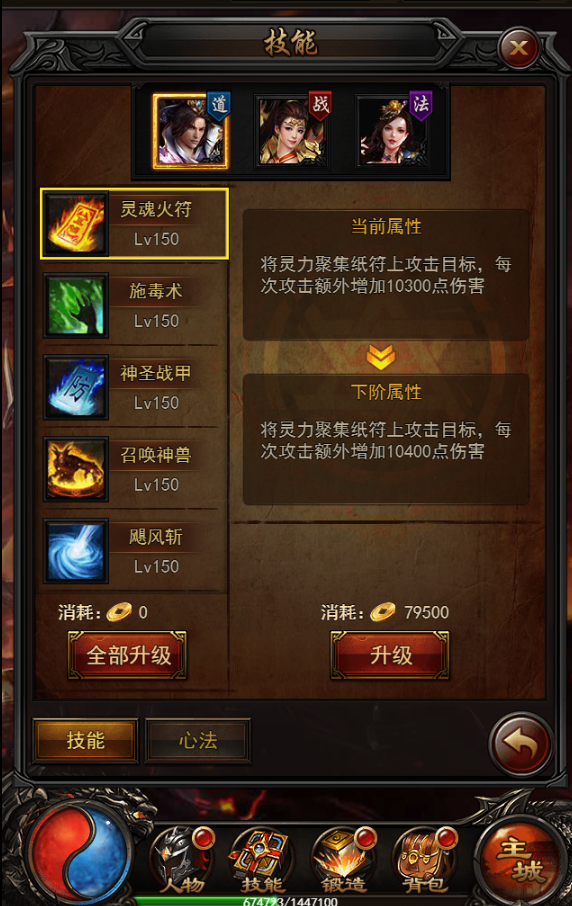 技能
道
战
法
灵魂火符
Lv150
施毒术
Lv150
神圣战甲
Lv150
召唤神兽
Lv150
飓风斩
Lv150
当前属性
将灵力聚集纸符上攻击目标，每
次攻击额外增加10300点伤害
下阶属性
将灵力聚集纸符上攻击目标，每
次攻击额外增加10400点伤害
消耗: 0
全部升级
消耗: 79500
升级
技能
心法
人物
技能
锻造
背包
主城
674723/1447100